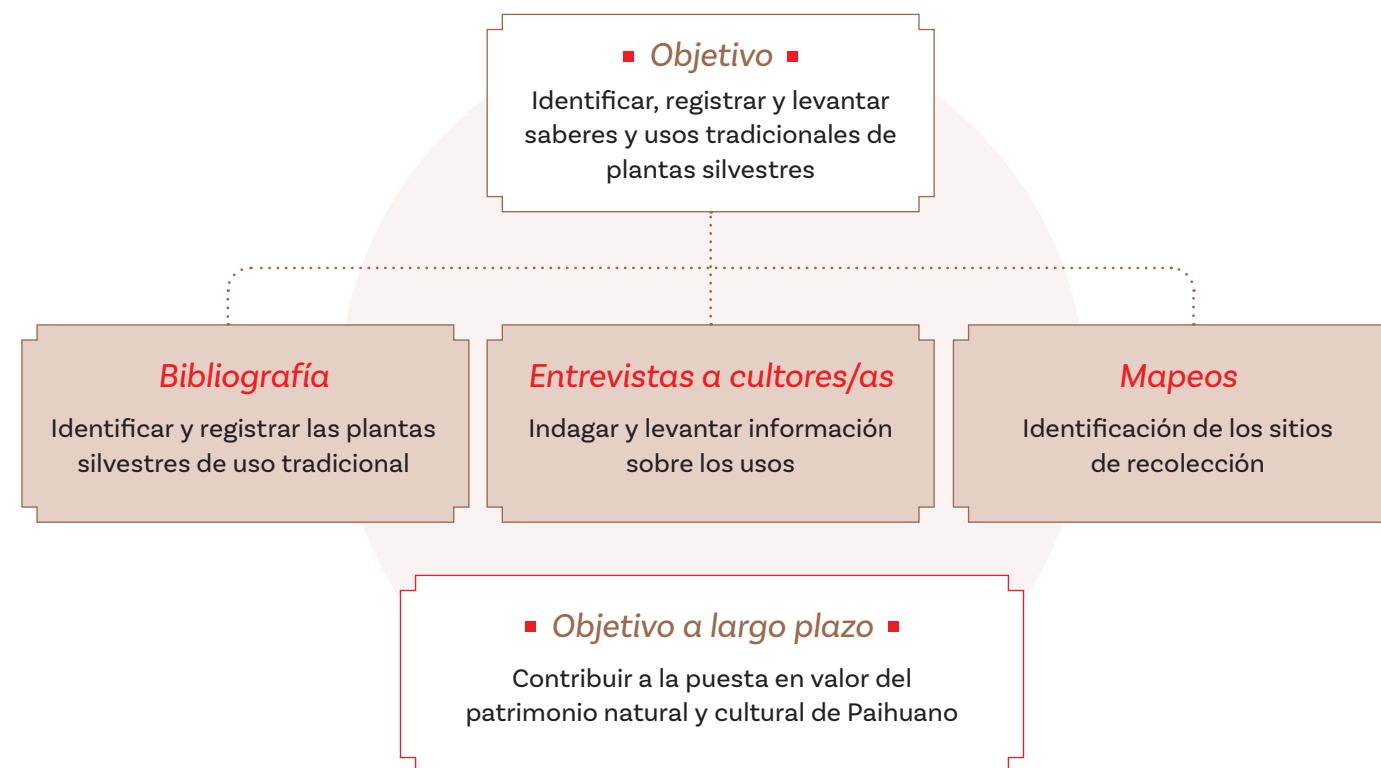 Objetivo
Identificar, registrar y levantar
saberes y usos tradicionales de
plantas silvestres
Bibliografía
Identificar y registrar las plantas
silvestres de uso tradicional
Entrevistas a cultores/as
Indagar y levantar información
sobre los usos
Mapeos
Identificación de los sitios
de recolección
Objetivo a largo plazo
Contribuir a la puesta en valor del
patrimonio natural y cultural de Paihuano